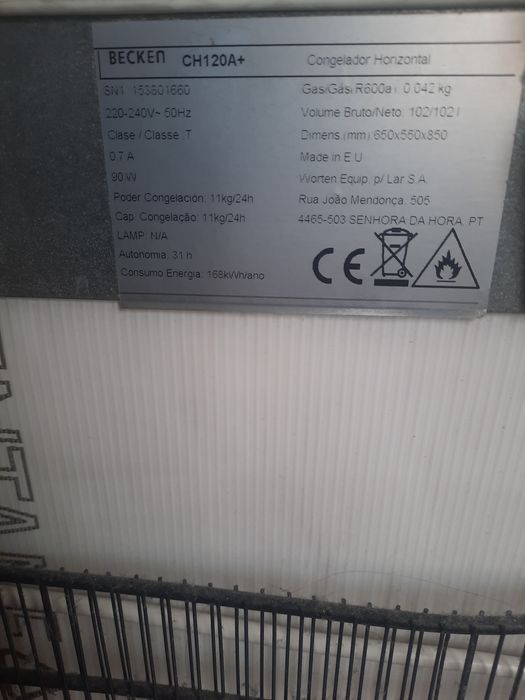 BECKEN CH120A+ Congelador Horizontal
SN1: 153801660 Gas/Gás: R600a \ 0.042 kg
220-240V~ 50Hz Volume Bruto/Neto: 102/102 l
Clase / Classe :T Dimens.(mm):650x550x850
0.7 A Made in E.U
90 W Worten Equip. p/ Lar S.A.
Poder Congelación: 11kg/24h Rua João Mendonça, 505
Cap. Congelação: 11kg/24h 4465-503 SENHORA DA HORA, PT
LAMP: N/A
Autonomia: 31 h
Consumo Energia: 168kWh/ano
CE